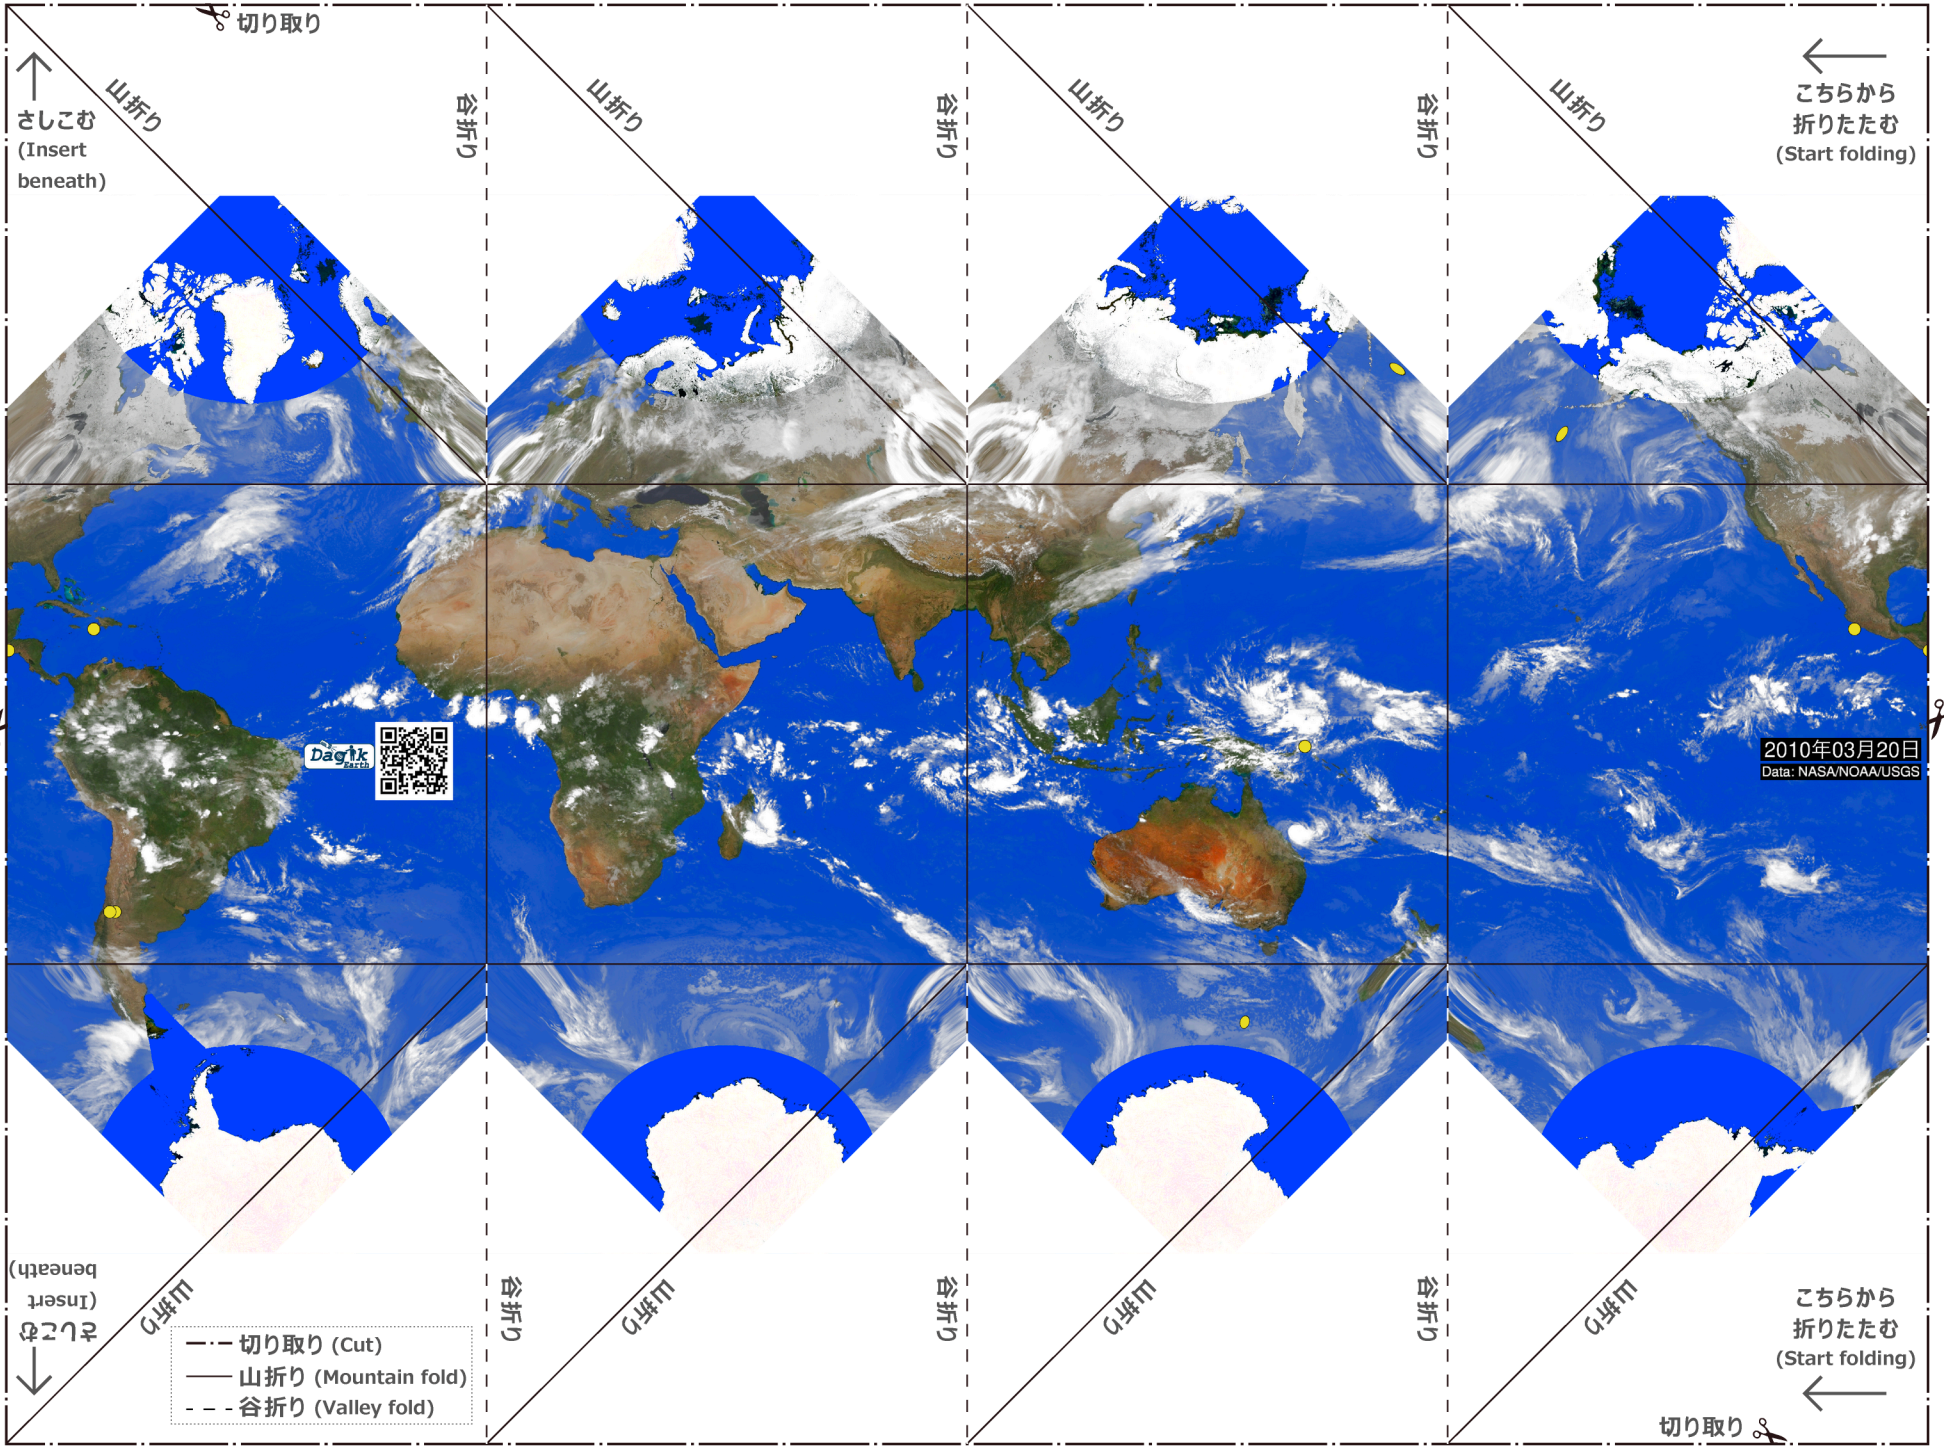 切り取り
山折り
谷折り
山折り
谷折り
山折り
谷折り
山折り
さしこむ
(Insert
beneath)
こちらから
折りたたむ
(Start folding)
Dagik
Earth
2010年03月20日
Data: NASA/NOAA/USGS
さしこむ
(Insert
beneath)
山折り
谷折り
山折り
谷折り
山折り
谷折り
山折り
こちらから
折りたたむ
(Start folding)
切り取り (Cut)
山折り (Mountain fold)
谷折り (Valley fold)
切り取り